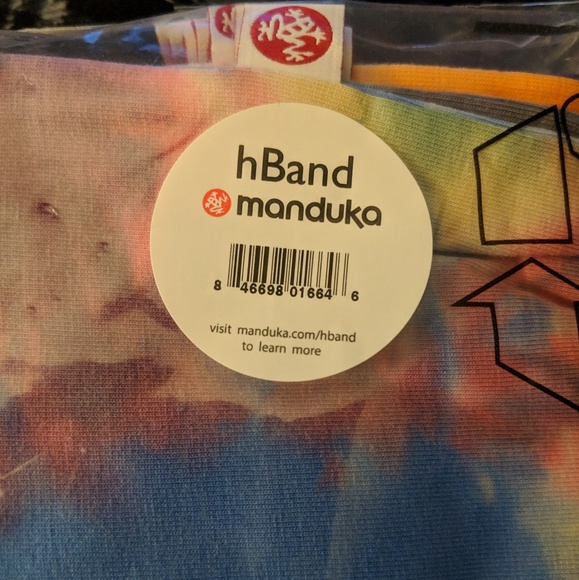 hBand
manduka
8 46698 01664 6
visit manduka.com/hband
to learn more